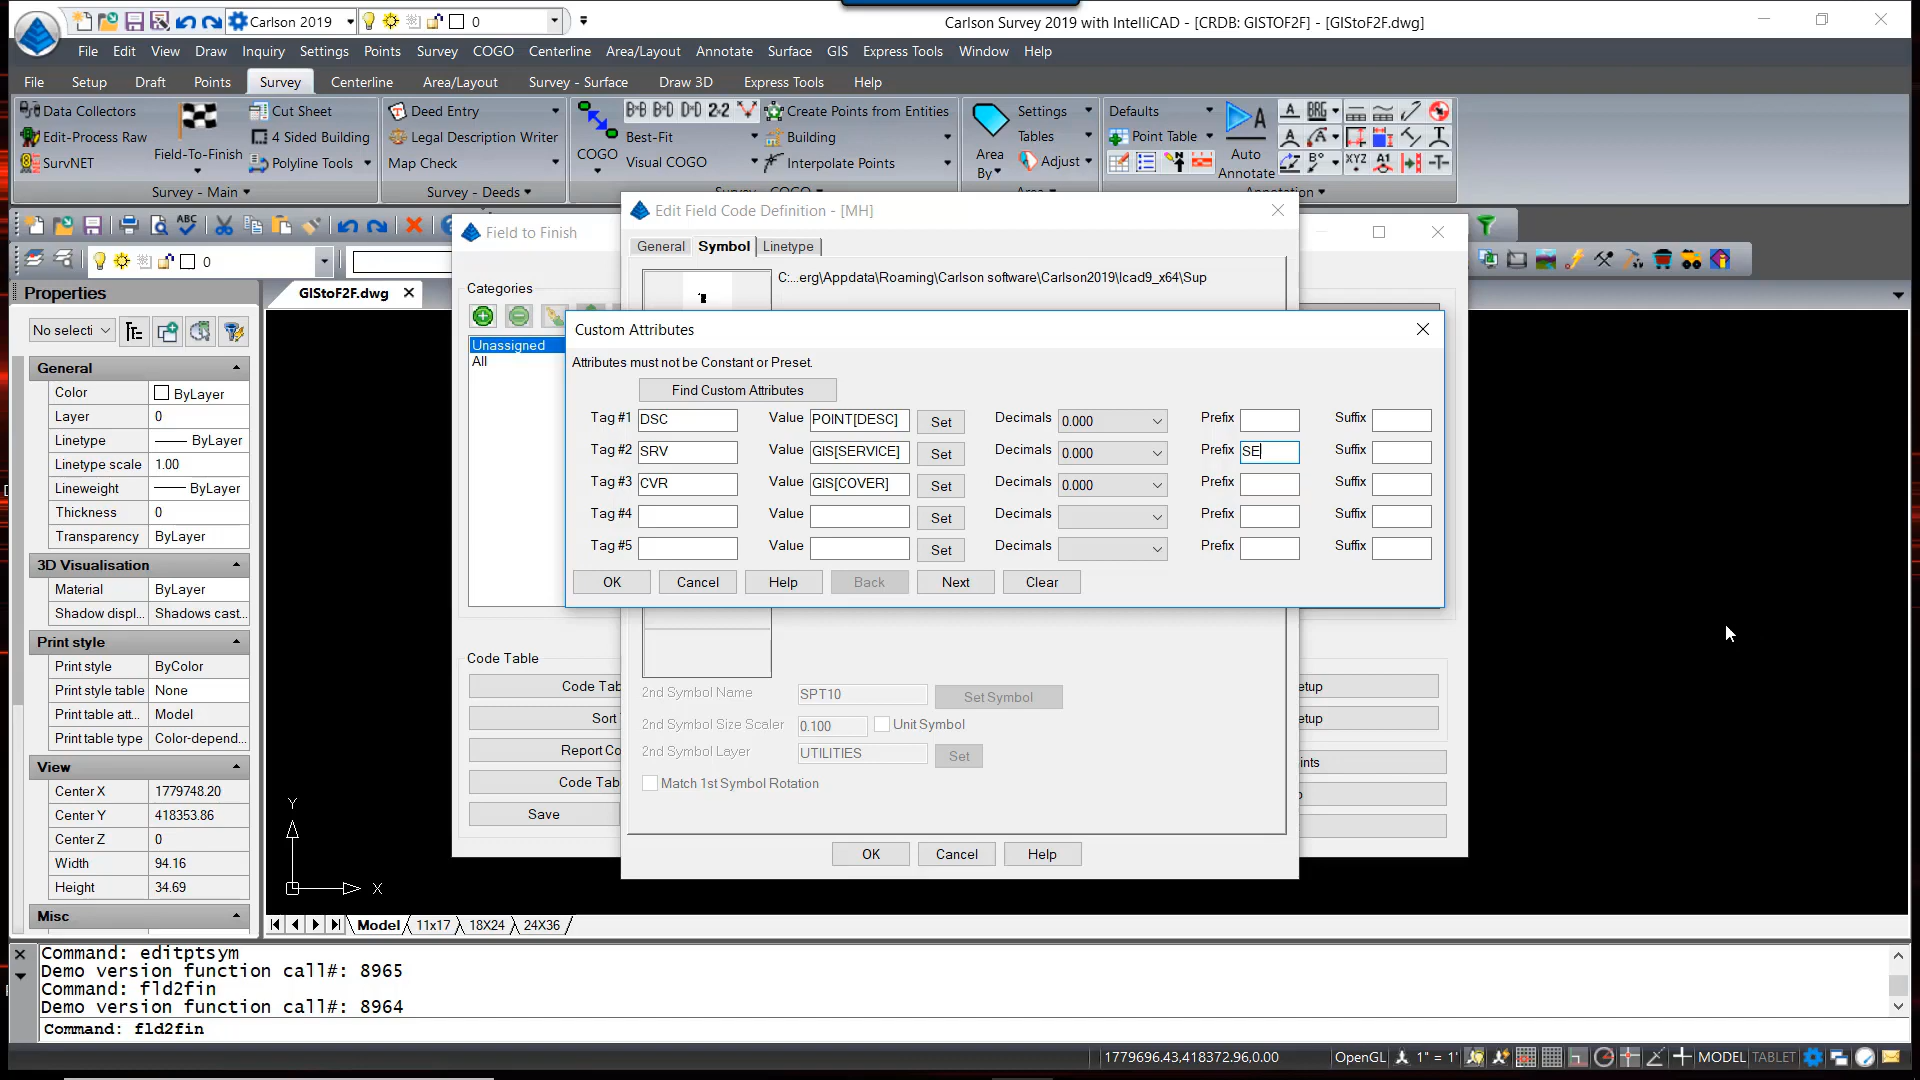 Carlson 2019
0
Carlson Survey 2019 with IntelliCAD - [CRDB: GISTOF2F] - [GIStoF2F.dwg]
File Edit View Draw Inquiry Settings Points Survey COGO Centerline Area/Layout Annotate Surface GIS Express Tools Window Help
File Setup Draft Points Survey Centerline Area/Layout Survey - Surface Draw 3D Express Tools Help
Data Collectors Cut Sheet Deed Entry Create Points from Entities Settings Defaults
Edit-Process Raw 4 Sided Building Legal Description Writer Best-Fit Building Tables Point Table
SurvNET Field-To-Finish Polyline Tools Map Check COGO Visual COGO Interpolate Points Area By Adjust Auto Annotate
Survey - Main Survey - Deeds
0
Properties
GIStoF2F.dwg
No selecti
General
Color ByLayer
Layer 0
Linetype ByLayer
Linetype scale 1.00
Lineweight ByLayer
Thickness 0
Transparency ByLayer
3D Visualisation
Material ByLayer
Shadow displ... Shadows cast...
Print style
Print style ByColor
Print style table None
Print table att... Model
Print table type Color-depend...
View
Center X 1779748.20
Center Y 418353.86
Center Z 0
Width 94.16
Height 34.69
Misc
Field to Finish
Categories
Unassigned
All
Code Table
Code Tab
Sort
Report Co
Code Tab
Save
etup
etup
ints
Edit Field Code Definition - [MH]
General Symbol Linetype
C:...erg\Appdata\Roaming\Carlson software\Carlson2019\Icad9_x64\Sup
Custom Attributes
Attributes must not be Constant or Preset.
Find Custom Attributes
Tag #1 DSC Value POINT[DESC] Set Decimals 0.000 Prefix Suffix
Tag #2 SRV Value GIS[SERVICE] Set Decimals 0.000 Prefix SE Suffix
Tag #3 CVR Value GIS[COVER] Set Decimals 0.000 Prefix Suffix
Tag #4 Value Set Decimals Prefix Suffix
Tag #5 Value Set Decimals Prefix Suffix
OK Cancel Help Back Next Clear
2nd Symbol Name SPT10 Set Symbol
2nd Symbol Size Scaler 0.100 Unit Symbol
2nd Symbol Layer UTILITIES Set
Match 1st Symbol Rotation
OK Cancel Help
Y
X
Model 11x17 18X24 24X36
Command: editptsym
Demo version function call#: 8965
Command: fld2fin
Demo version function call#: 8964
Command: fld2fin
1779696.43,418372.96,0.00 OpenGL 1" = 1' MODEL TABLET